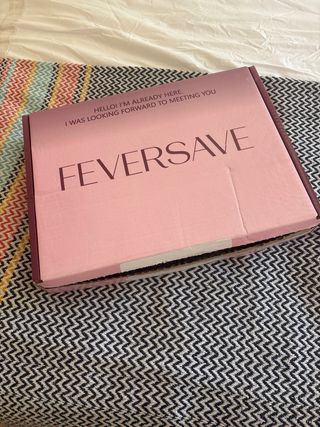 HELLO! I'M ALREADY HERE
I WAS LOOKING FORWARD TO MEETING YOU
FEVERSAVE